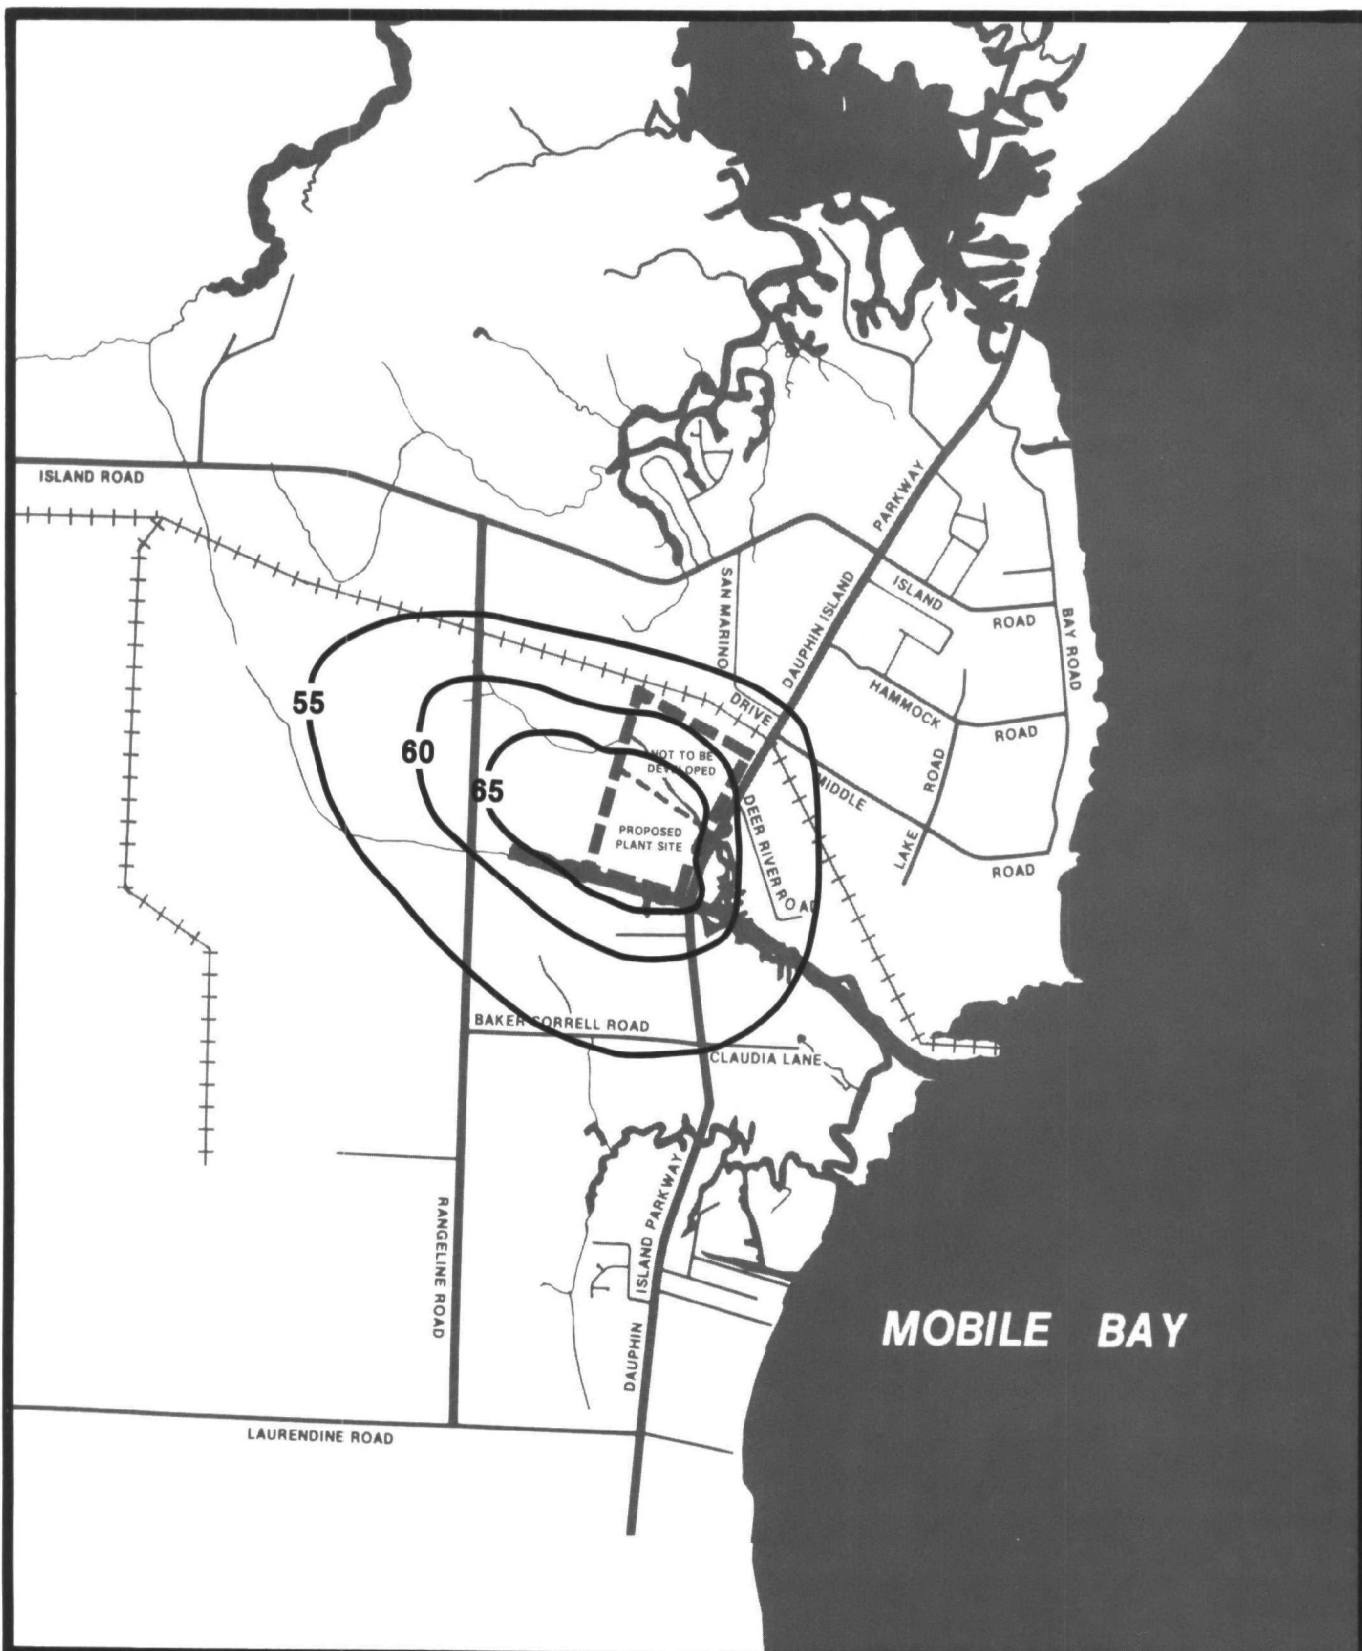 ISLAND ROAD
PARKWAY
DAUPHIN ISLAND
SAN MARINO
DRIVE
ISLAND
ROAD
BAY ROAD
HAMMOCK
ROAD
55
60
65
NOT TO BE
DEVELOPED
MIDDLE
ROAD
LAKE
ROAD
PROPOSED
PLANT SITE
DEER RIVER ROAD
BAKER SORRELL ROAD
CLAUDIA LANE
RANGELINE ROAD
ISLAND PARKWAY
DAUPHIN
MOBILE BAY
LAURENDINE ROAD